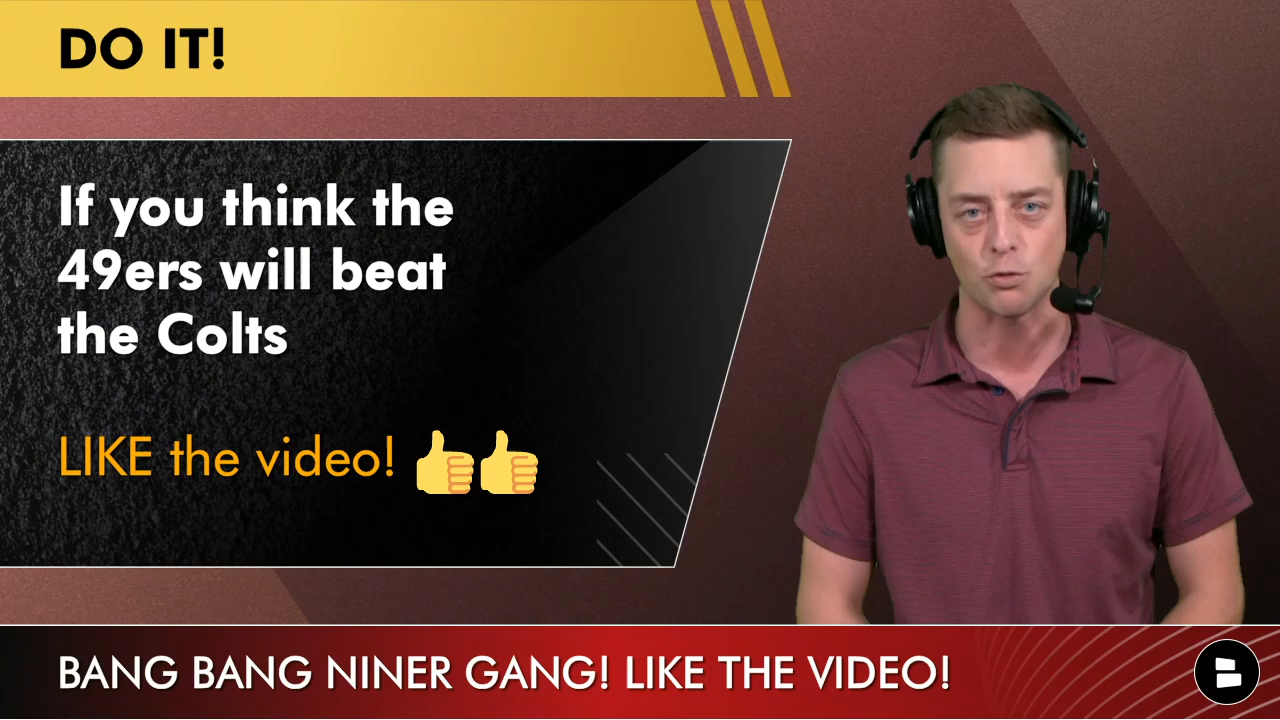 DO IT!
If you think the
49ers will beat
the Colts
LIKE the video! 👍👍
BANG BANG NINER GANG! LIKE THE VIDEO!